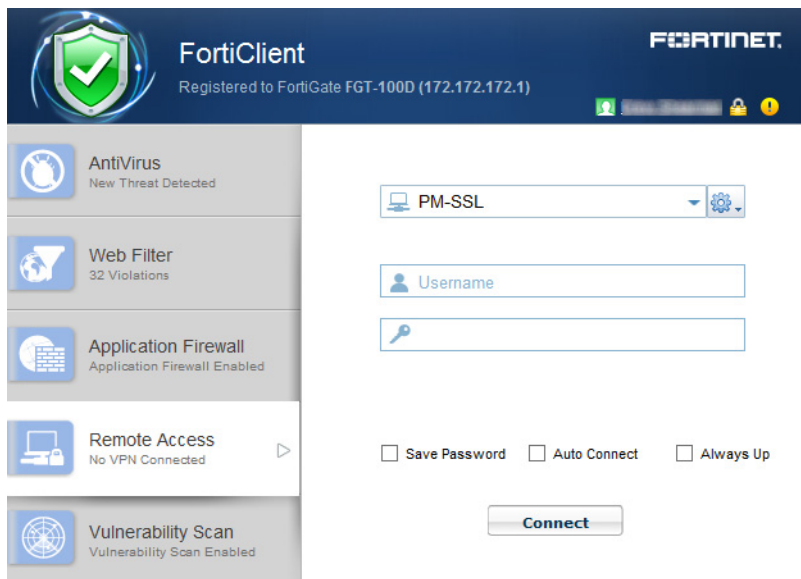 FortiClient
Registered to FortiGate FGT-100D (172.172.172.1)
FORTINET.
AntiVirus
New Threat Detected
Web Filter
32 Violations
Application Firewall
Application Firewall Enabled
Remote Access
No VPN Connected
Vulnerability Scan
Vulnerability Scan Enabled
PM-SSL
Username
Save Password
Auto Connect
Always Up
Connect